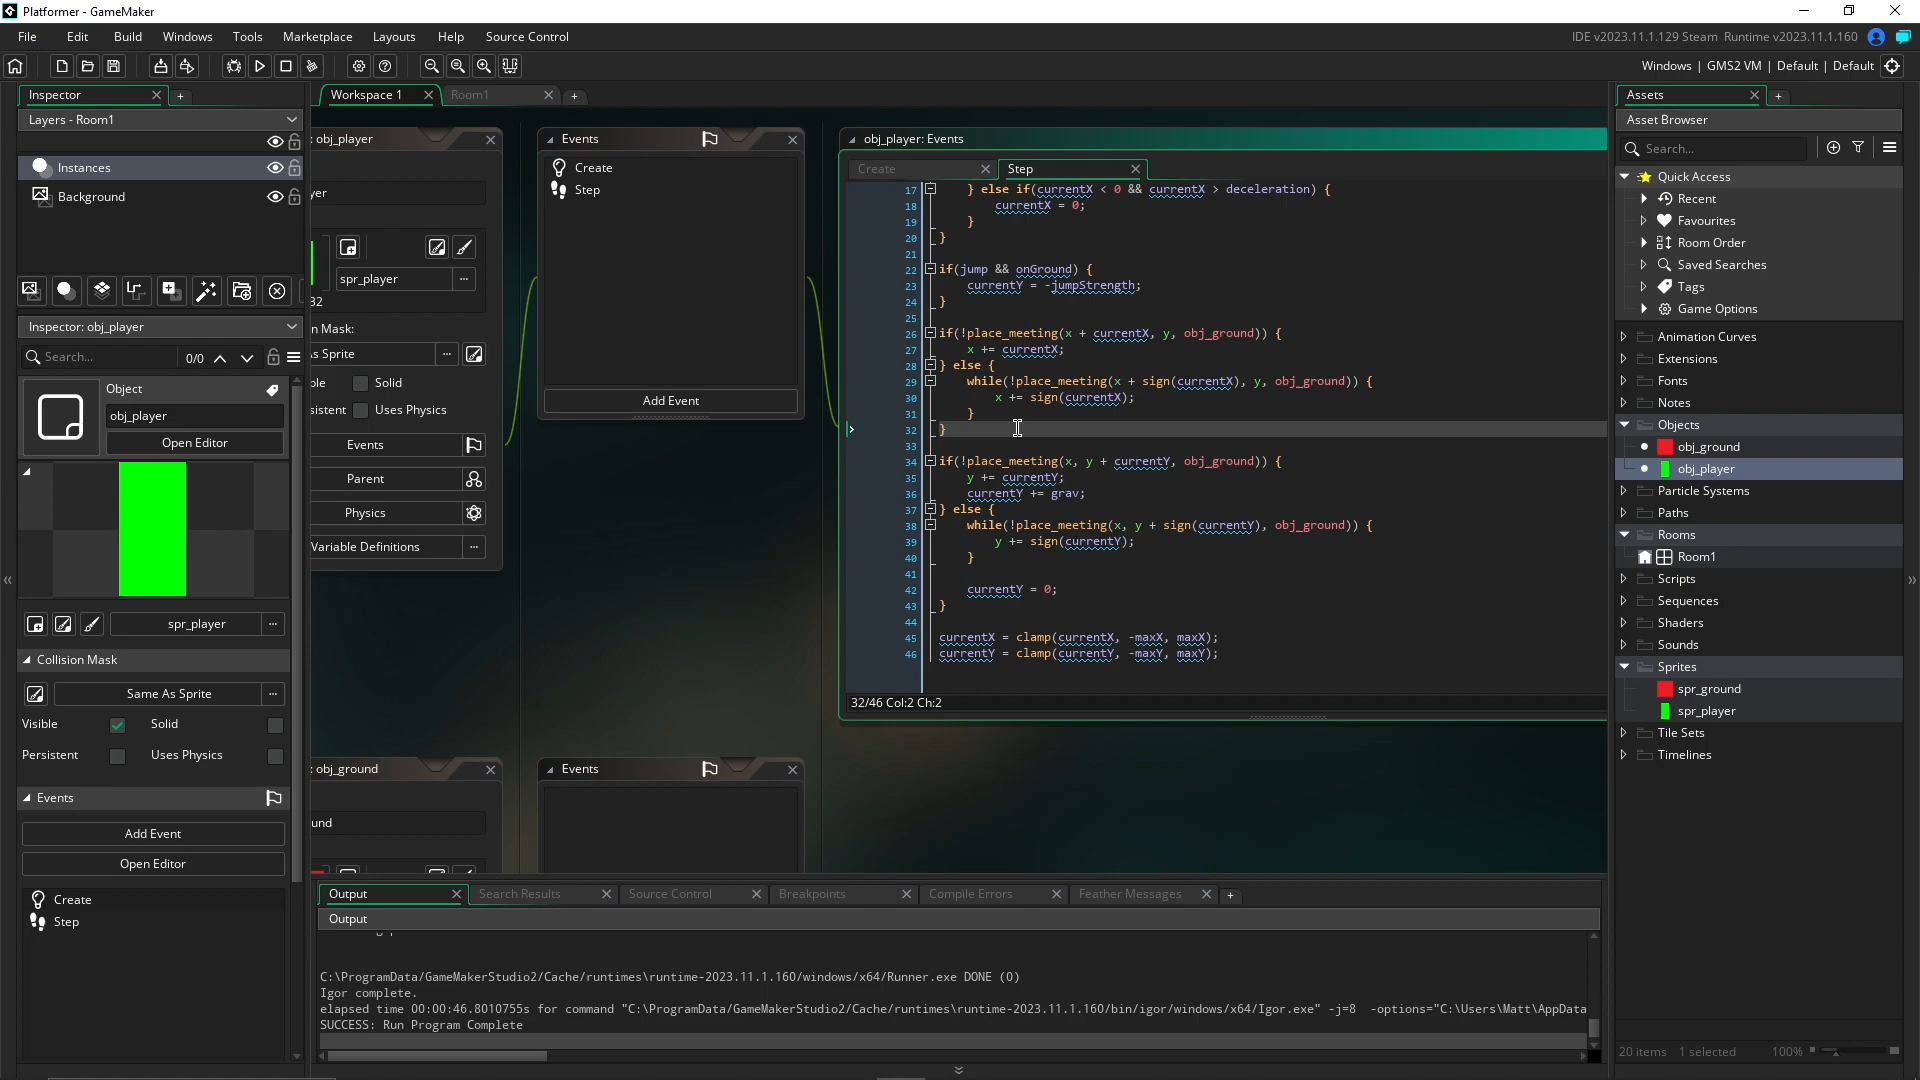 Platformer - GameMaker
File Edit Build Windows Tools Marketplace Layouts Help Source Control
IDE v2023.11.1.129 Steam Runtime v2023.11.1.160
Windows | GMS2 VM | Default | Default
Inspector
Layers - Room1
Instances
Background
Inspector: obj_player
Search...
0/0
Object
obj_player
Open Editor
spr_player
Collision Mask
Same As Sprite
Visible
Solid
Persistent
Uses Physics
Events
Add Event
Open Editor
Create
Step
Workspace 1
Room1
: obj_player
yer
spr_player
32
n Mask:
As Sprite
ble
Solid
sistent
Uses Physics
Events
Parent
Physics
Variable Definitions
: obj_ground
und
Events
Create
Step
Add Event
Events
obj_player: Events
Create
Step
17 } else if(currentX < 0 && currentX > deceleration) {
18 currentX = 0;
19 }
20 }
21
22 if(jump && onGround) {
23 currentY = -jumpStrength;
24 }
25
26 if(!place_meeting(x + currentX, y, obj_ground)) {
27 x += currentX;
28 } else {
29 while(!place_meeting(x + sign(currentX), y, obj_ground)) {
30 x += sign(currentX);
31 }
32 }
33
34 if(!place_meeting(x, y + currentY, obj_ground)) {
35 y += currentY;
36 currentY += grav;
37 } else {
38 while(!place_meeting(x, y + sign(currentY), obj_ground)) {
39 y += sign(currentY);
40 }
41
42 currentY = 0;
43 }
44
45 currentX = clamp(currentX, -maxX, maxX);
46 currentY = clamp(currentY, -maxY, maxY);
32/46 Col:2 Ch:2
Output
Search Results
Source Control
Breakpoints
Compile Errors
Feather Messages
Output
C:\ProgramData/GameMakerStudio2/Cache/runtimes\runtime-2023.11.1.160/windows/x64/Runner.exe DONE (0)
Igor complete.
elapsed time 00:00:46.8010755s for command "C:\ProgramData/GameMakerStudio2/Cache/runtimes\runtime-2023.11.1.160/bin/igor/windows/x64/Igor.exe" -j=8 -options="C:\Users\Matt\AppData
SUCCESS: Run Program Complete
Assets
Asset Browser
Search...
Quick Access
Recent
Favourites
Room Order
Saved Searches
Tags
Game Options
Animation Curves
Extensions
Fonts
Notes
Objects
obj_ground
obj_player
Particle Systems
Paths
Rooms
Room1
Scripts
Sequences
Shaders
Sounds
Sprites
spr_ground
spr_player
Tile Sets
Timelines
20 items 1 selected 100%